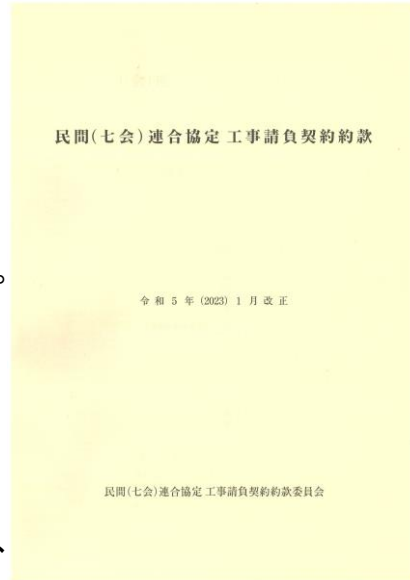 民間(七会)連合協定 工事請負契約約款
令和 5 年 (2023) 1 月 改 正
民間(七会)連合協定 工事請負契約約款委員会
。
、